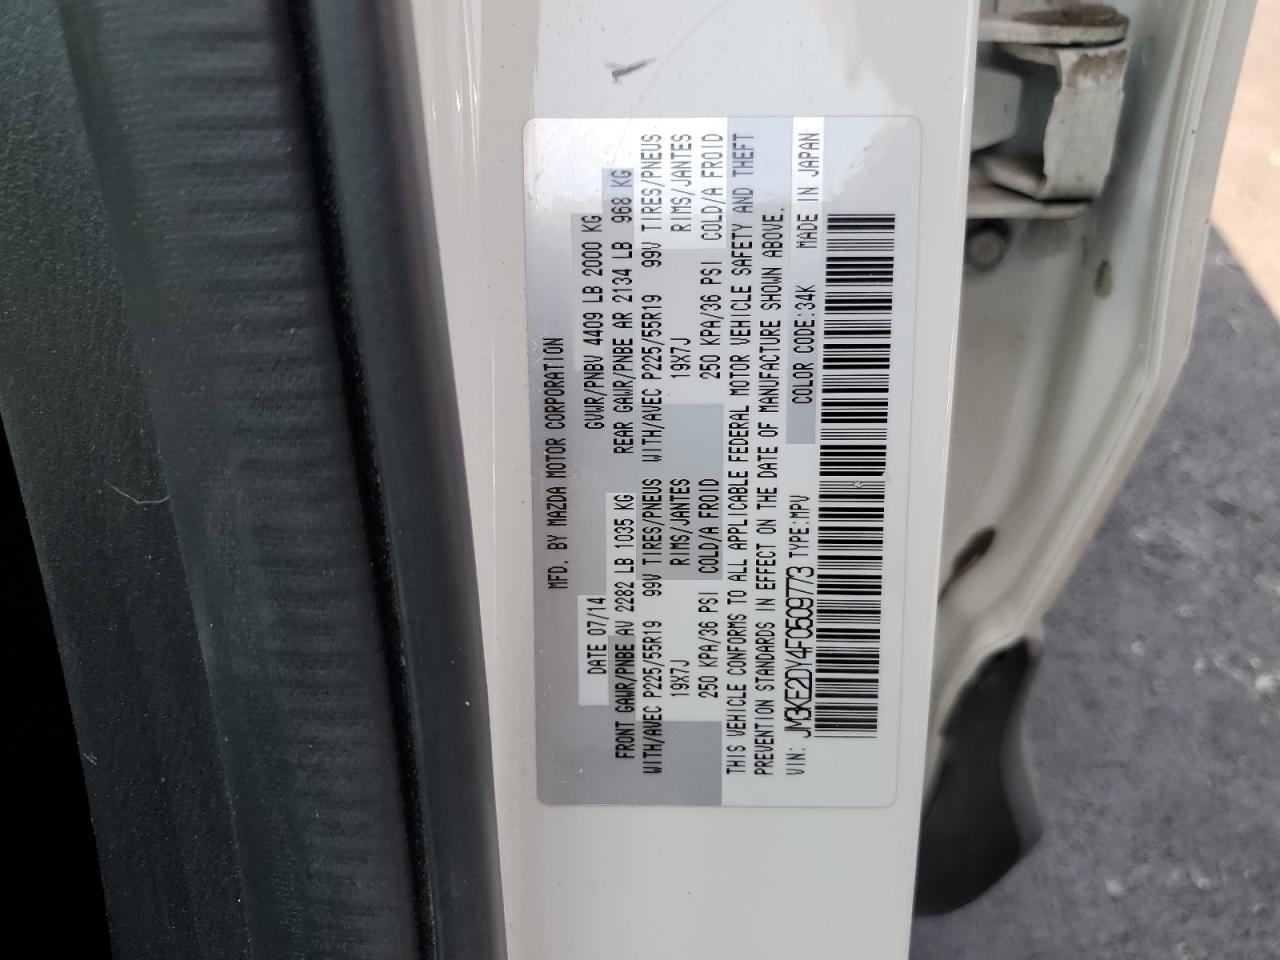 MFD. BY MAZDA MOTOR CORPORATION
DATE 07/14 GVWR/PNBV 4409 LB 2000 KG
FRONT GAWR/PNBE AV 2282 LB 1035 KG REAR GAWR/PNBE AR 2134 LB 968 KG
WITH/AVEC P225/55R19 99V TIRES/PNEUS WITH/AVEC P225/55R19 99V TIRES/PNEUS
19X7J RIMS/JANTES 19X7J RIMS/JANTES
250 KPA/36 PSI COLD/A FROID 250 KPA/36 PSI COLD/A FROID
THIS VEHICLE CONFORMS TO ALL APPLICABLE FEDERAL MOTOR VEHICLE SAFETY AND THEFT
PREVENTION STANDARDS IN EFFECT ON THE DATE OF MANUFACTURE SHOWN ABOVE.
VIN: JM3KE2DY4F0509773 TYPE:MPV COLOR CODE:34K MADE IN JAPAN